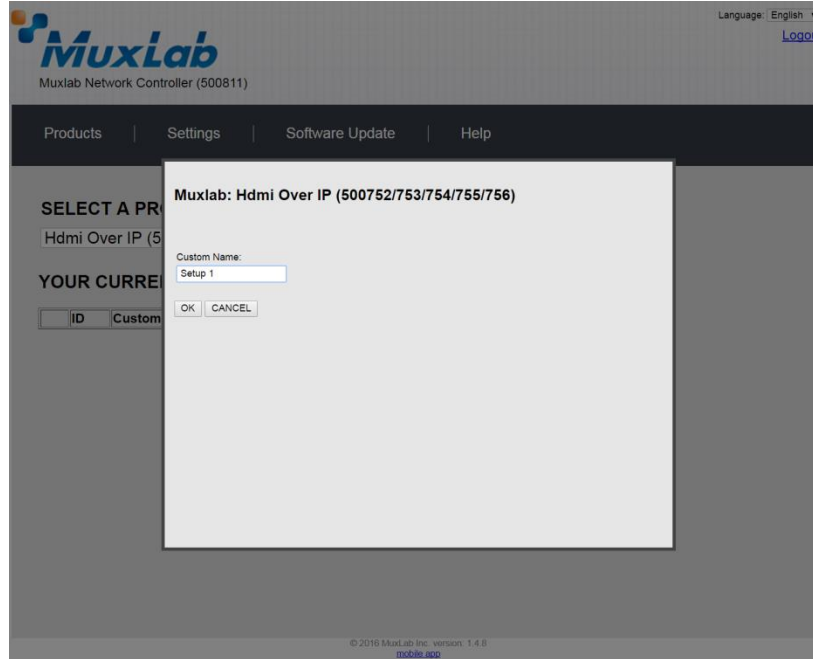 Language: English
Logou
MuxLab
Muxlab Network Controller (500811)
Products | Settings | Software Update | Help
Muxlab: Hdmi Over IP (500752/753/754/755/756)
SELECT A PR
Hdmi Over IP (5
Custom Name:
Setup 1
YOUR CURRE
OK CANCEL
ID Custom
© 2016 MuxLab Inc. version: 1.4.8
mobile app